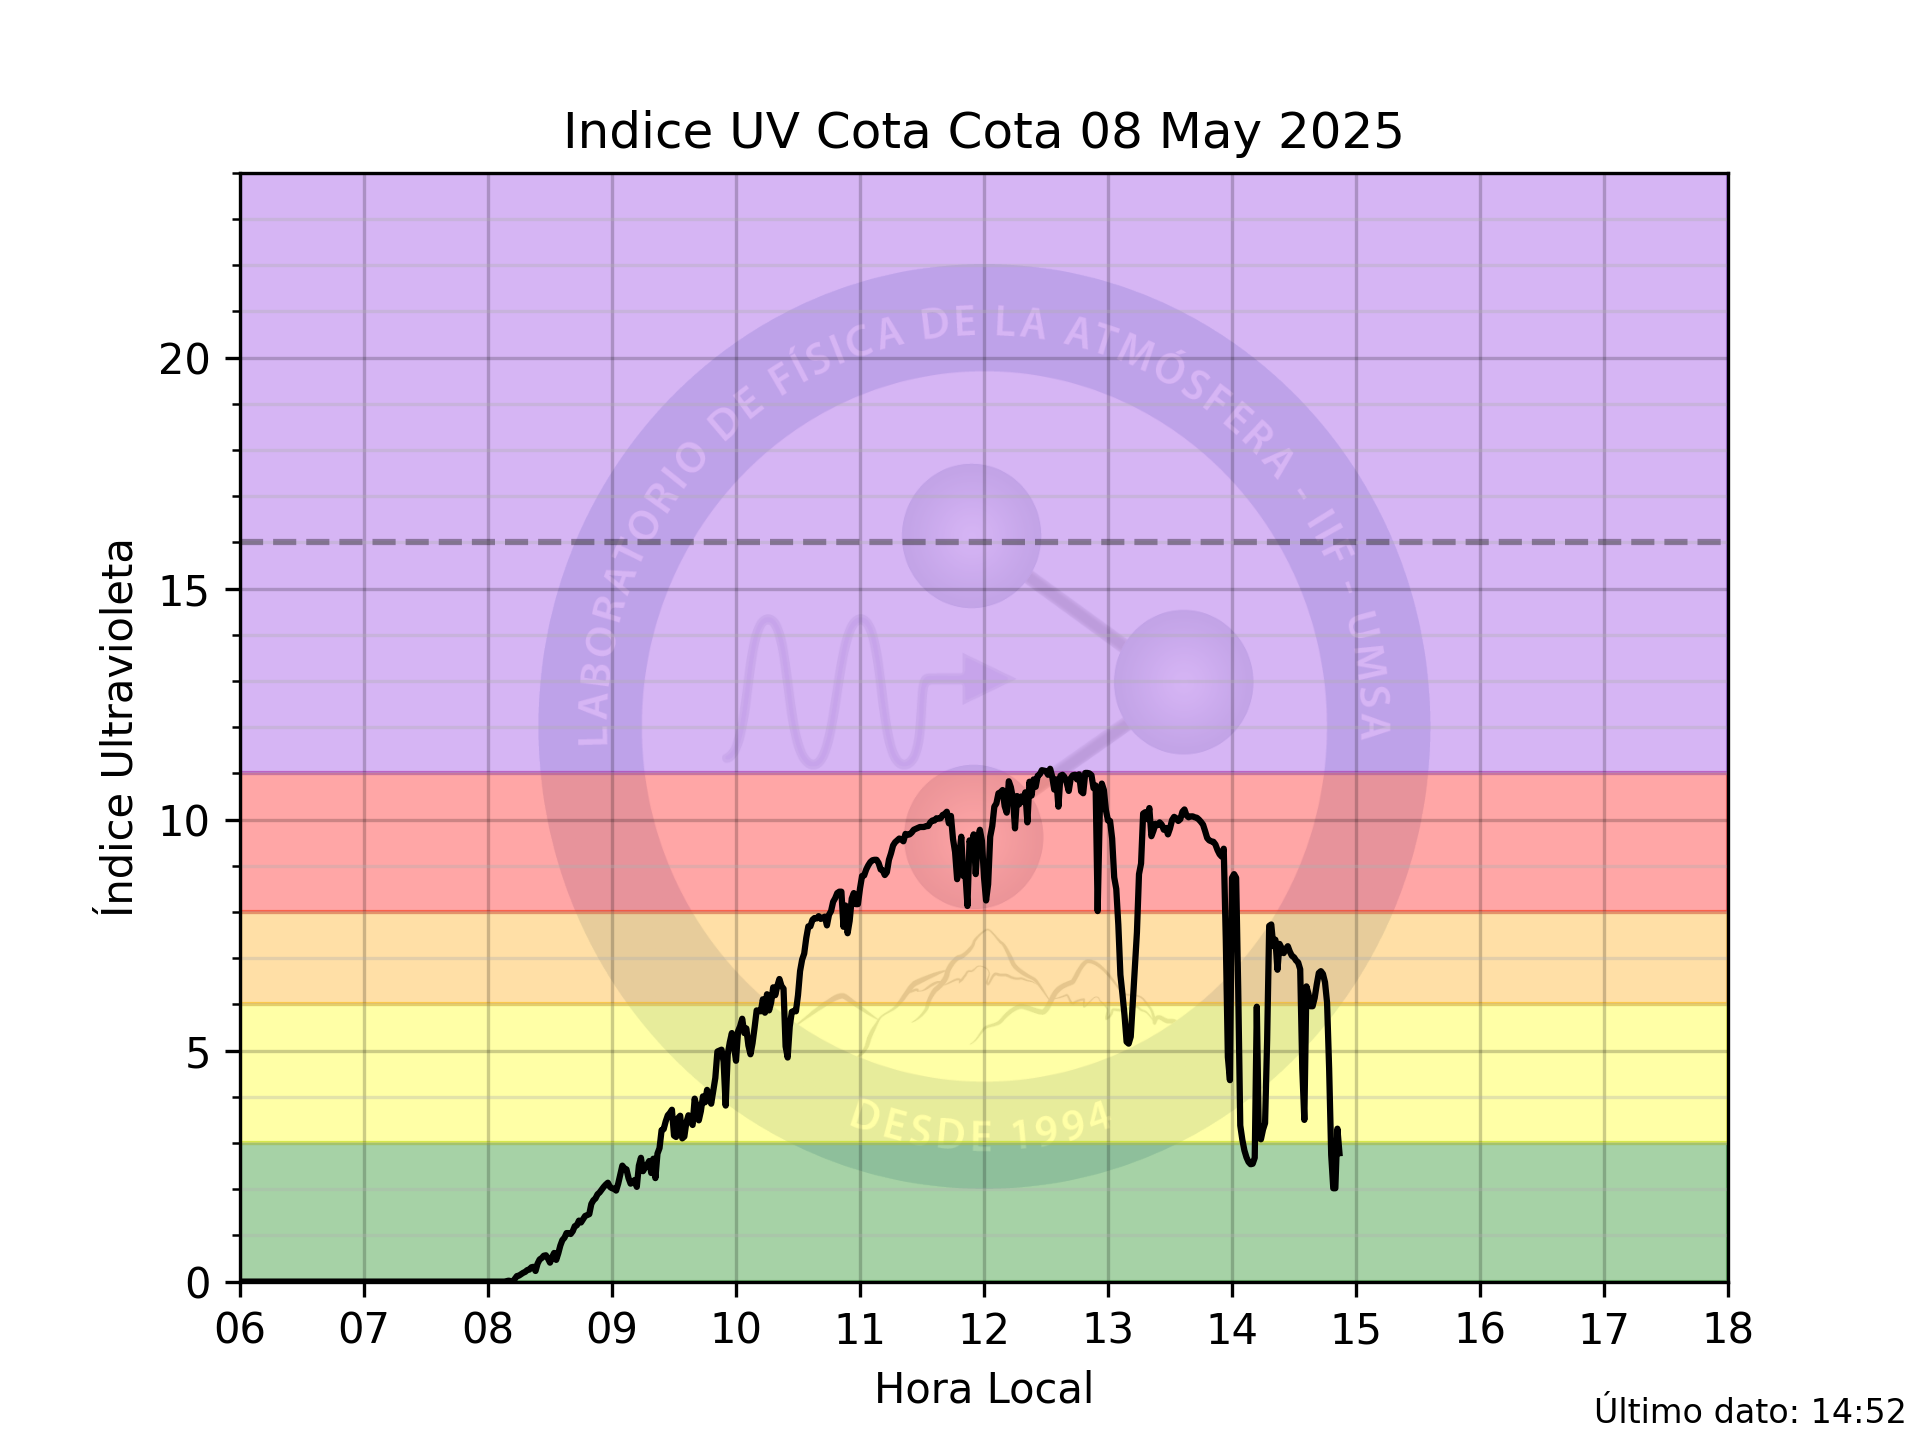 Indice UV Cota Cota 08 May 2025
LABORATORIO DE FÍSICA DE LA ATMÓSFERA - IIF - UMSA
DESDE 1994
Índice Ultravioleta
20
15
10
5
0
06 07 08 09 10 11 12 13 14 15 16 17 18
Hora Local
Último dato: 14:52